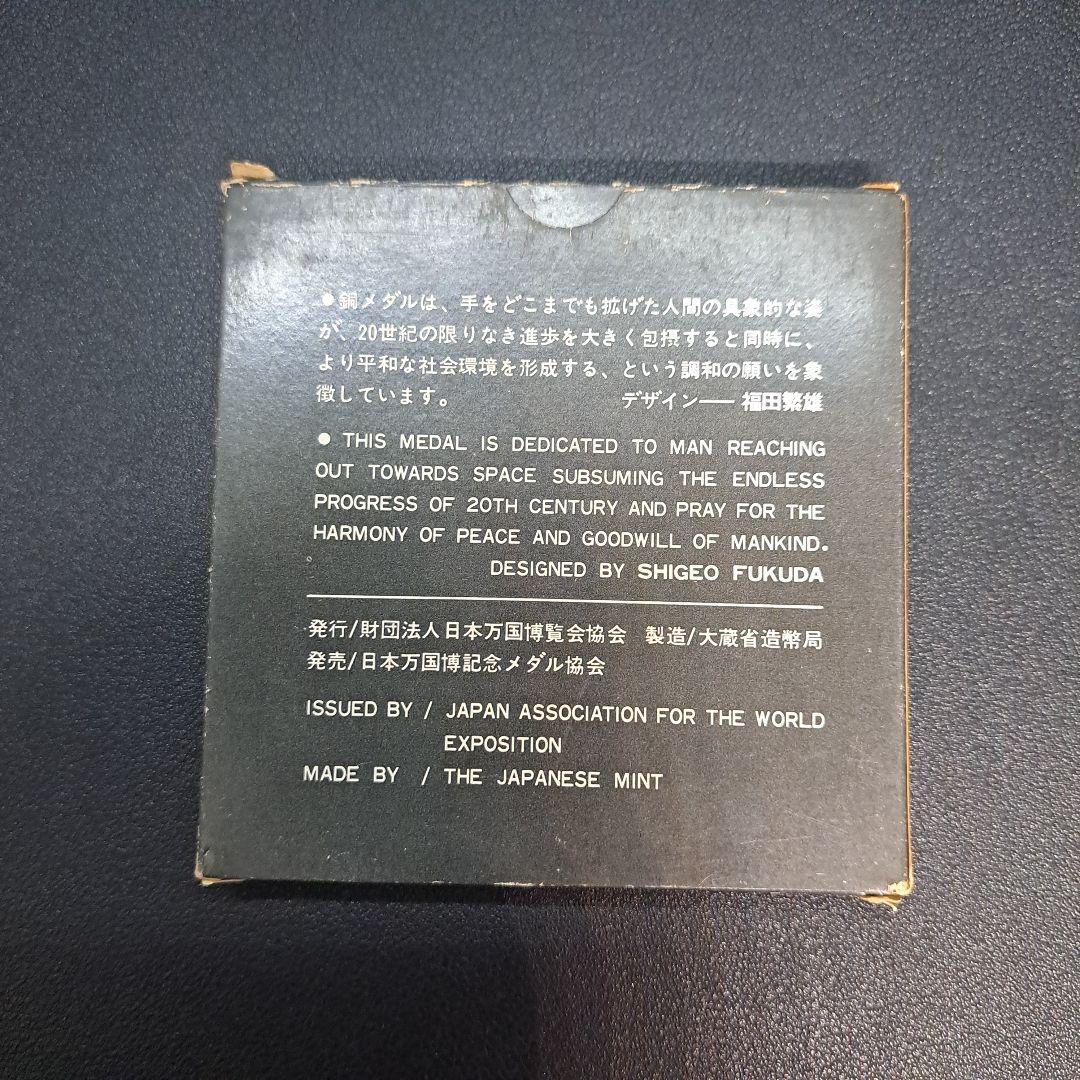 ●銅メダルは、手をどこまでも拡げた人間の具象的な姿
が、20世紀の限りなき進歩を大きく包摂すると同時に、
より平和な社会環境を形成する、という調和の願いを象
徴しています。 デザイン── 福田繁雄
● THIS MEDAL IS DEDICATED TO MAN REACHING
OUT TOWARDS SPACE SUBSUMING THE ENDLESS
PROGRESS OF 20TH CENTURY AND PRAY FOR THE
HARMONY OF PEACE AND GOODWILL OF MANKIND.
DESIGNED BY SHIGEO FUKUDA
発行/財団法人日本万国博覧会協会 製造/大蔵省造幣局
発売/日本万国博記念メダル協会
ISSUED BY / JAPAN ASSOCIATION FOR THE WORLD
EXPOSITION
MADE BY / THE JAPANESE MINT